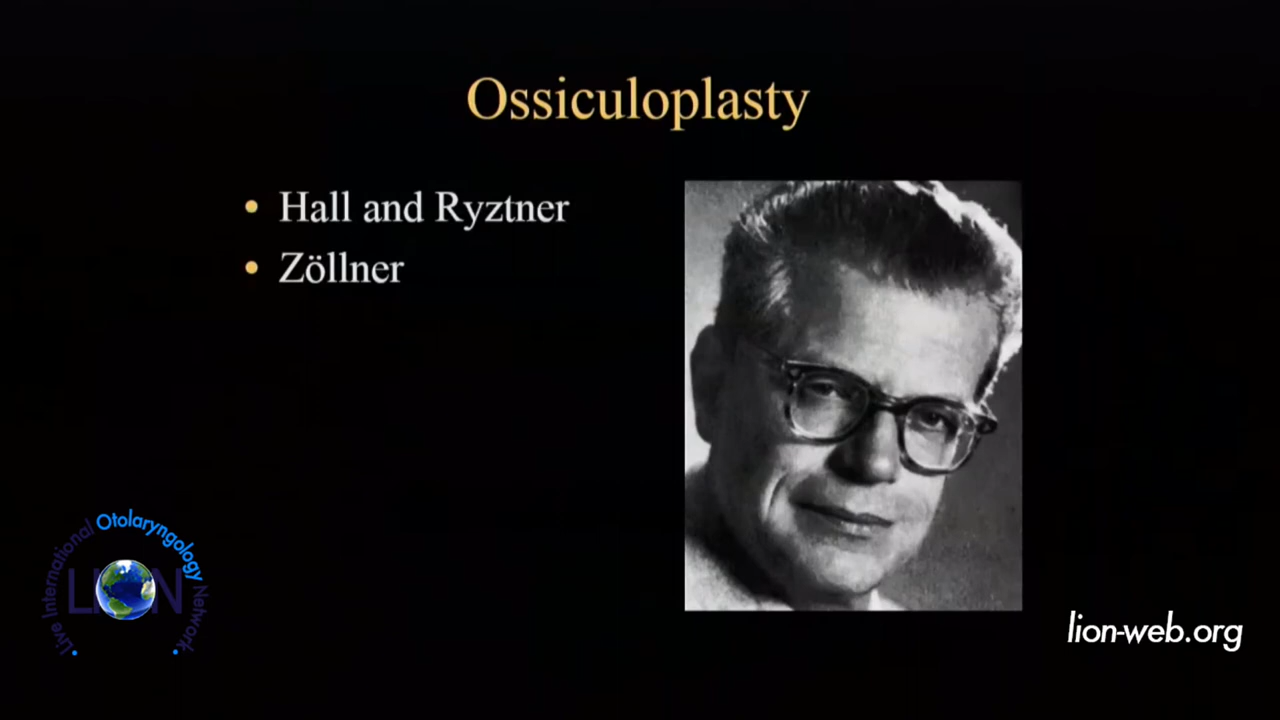 Ossiculoplasty
• Hall and Ryztner
• Zöllner
Live International Otolaryngology Network
LION
lion-web.org